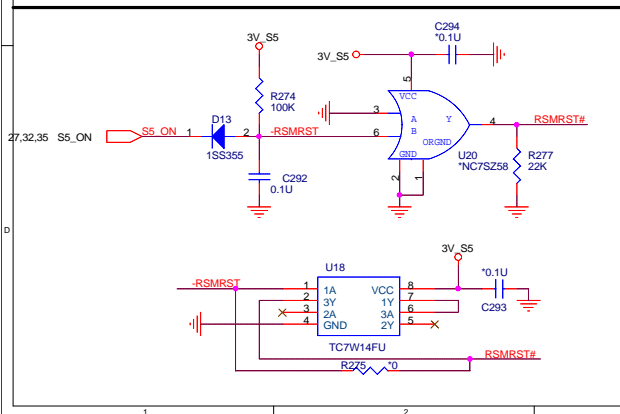 C294
*0.1U
3V_S5
3V_S5
R274
100K
5
VCC
3
A
Y
4
RSMRST#
D13
27,32,35
S5_ON
S5_ON
1
2
-RSMRST
6
B
ORGND
1SS355
GND
U20
*NC7SZ58
R277
22K
C292
0.1U
2
1
D
3V_S5
U18
*0.1U
-RSMRST
1
1A
VCC
8
2
3Y
1Y
7
3
2A
3A
6
4
GND
2Y
5
C293
TC7W14FU
RSMRST#
R275
*0
1
2